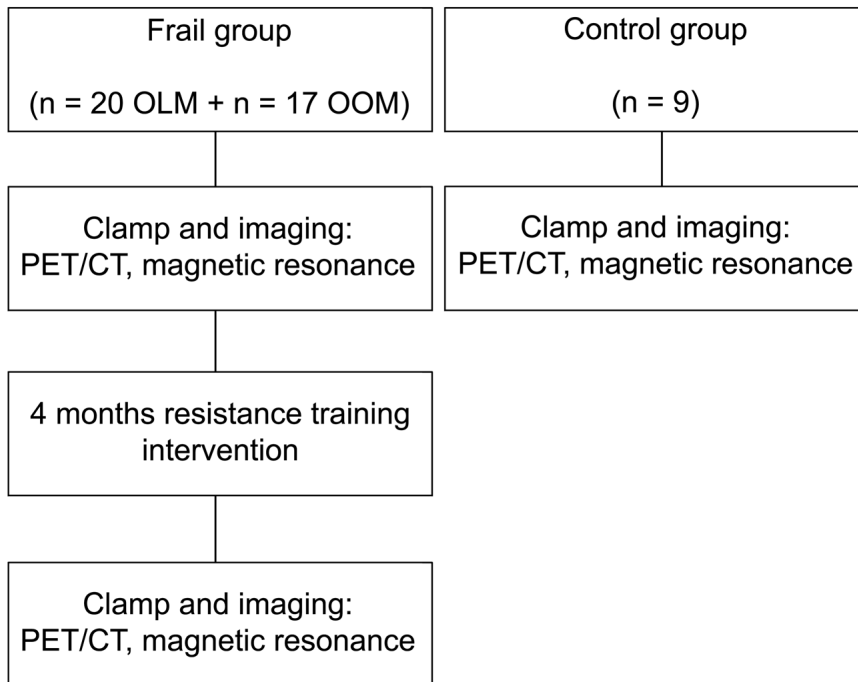 Frail group
(n = 20 OLM + n = 17 OOM)
Control group
(n = 9)
Clamp and imaging:
PET/CT, magnetic resonance
Clamp and imaging:
PET/CT, magnetic resonance
4 months resistance training
intervention
Clamp and imaging:
PET/CT, magnetic resonance